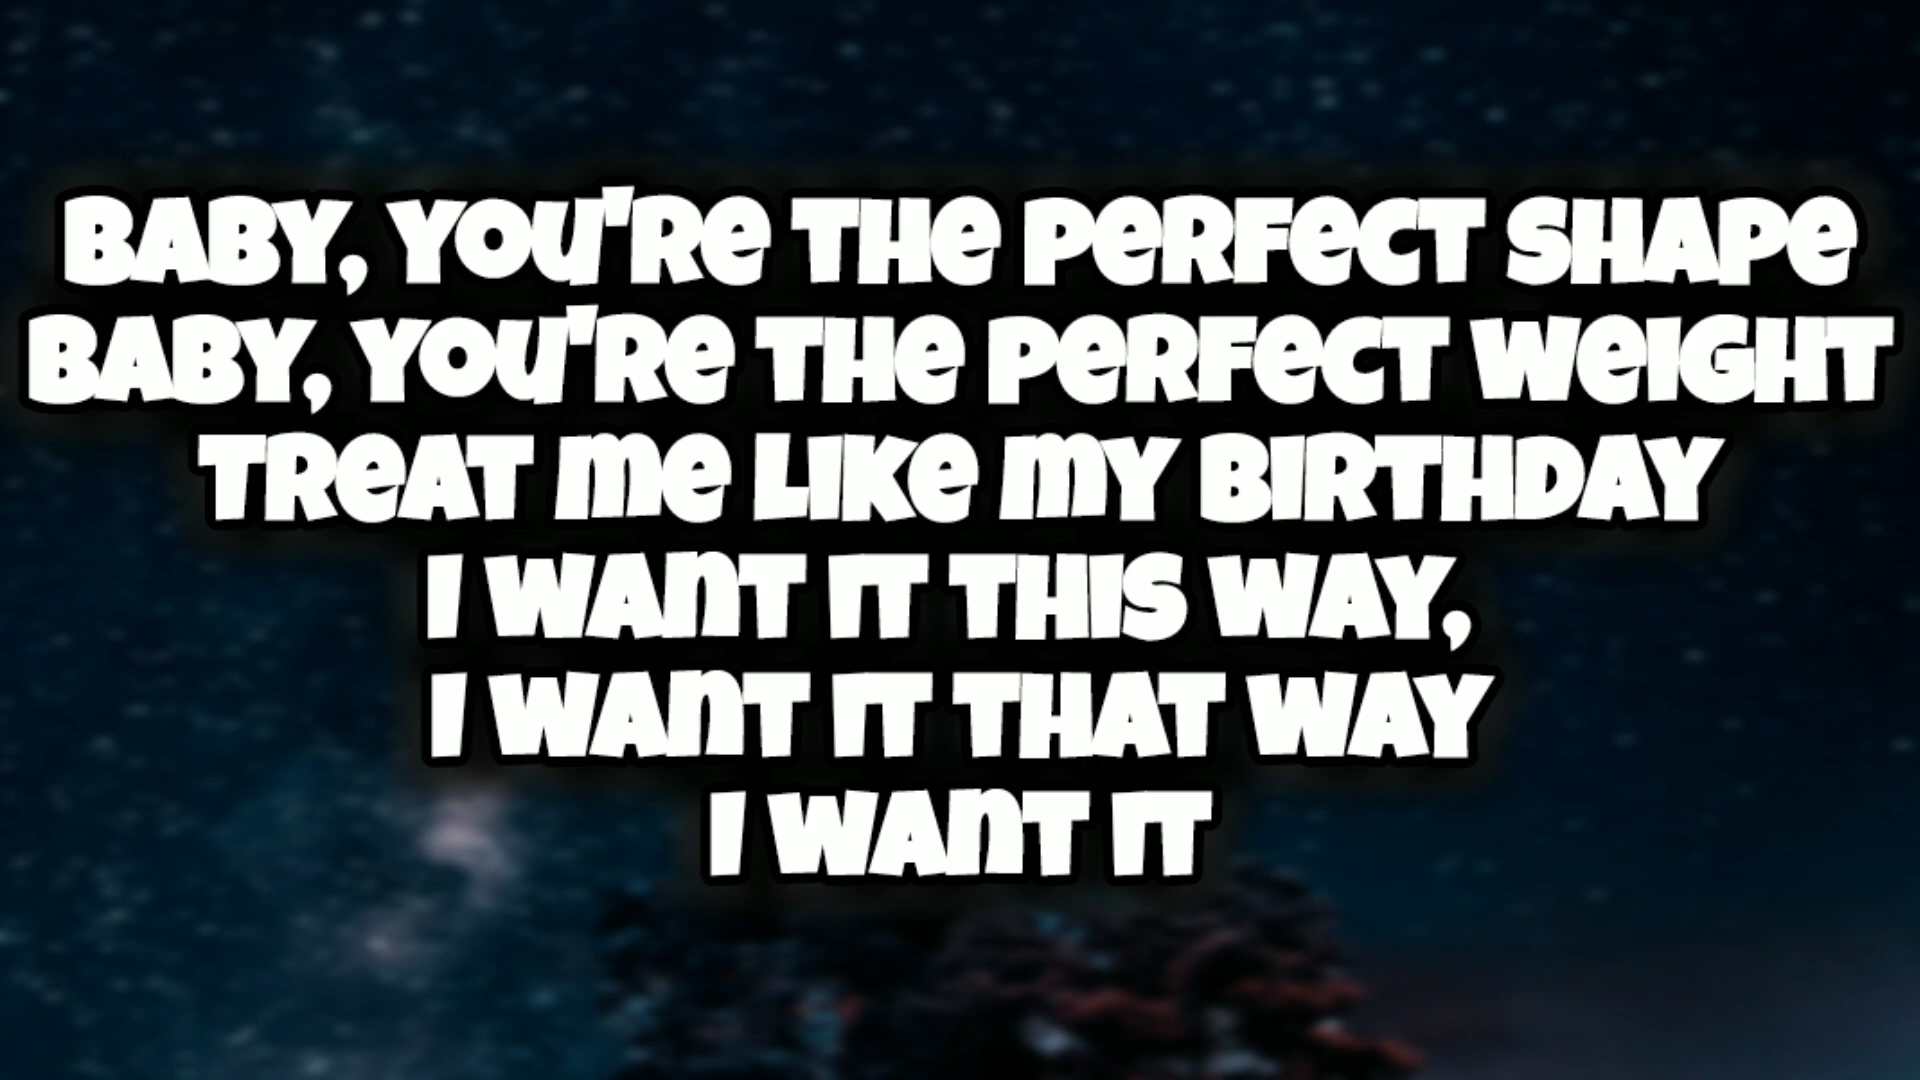 BABY, YOU'RE THE PERFECT SHAPE
BABY, YOU'RE THE PERFECT WEIGHT
TREAT ME LIKE MY BIRTHDAY
I WANT IT THIS WAY,
I WANT IT THAT WAY
I WANT IT